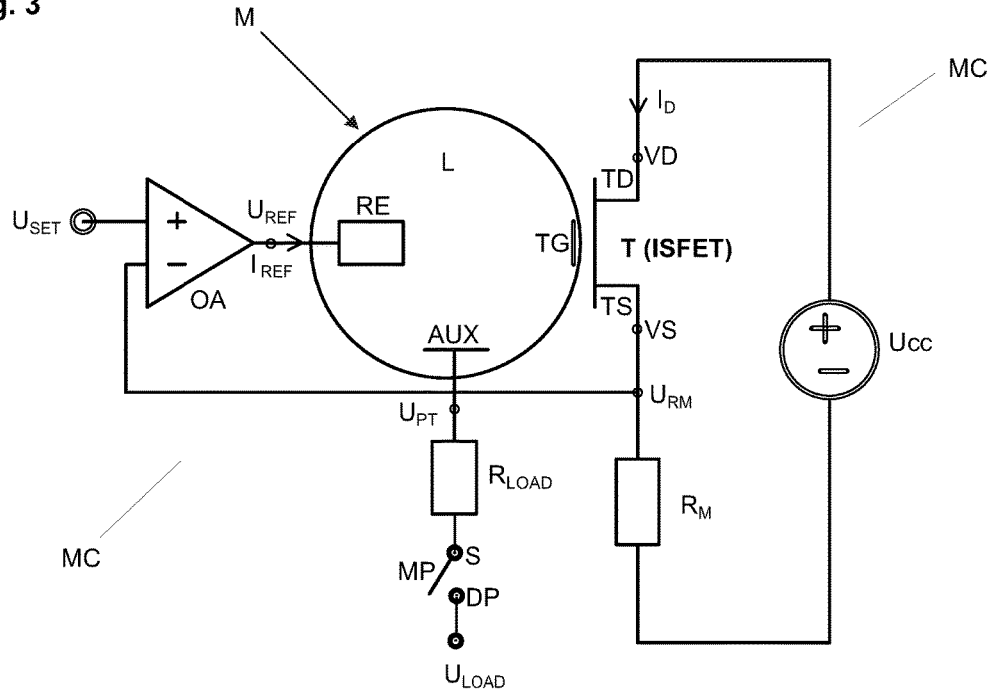 g. 3
M
MC
I_D
VD
L
TD
RE
U_REF
U_SET
+
TG
T (ISFET)
−
I_REF
OA
TS
VS
AUX
+
Ucc
−
U_RM
U_PT
R_LOAD
R_M
MC
S
MP
DP
U_LOAD